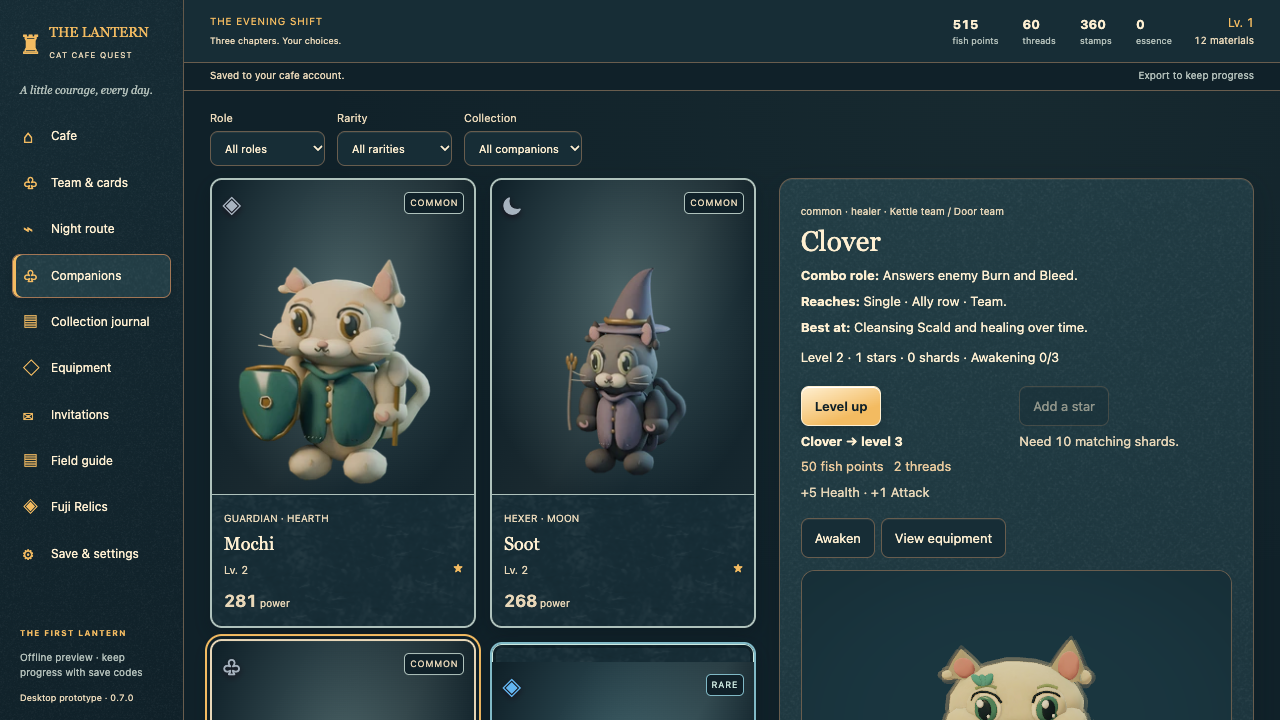 THE LANTERN
CAT CAFE QUEST
A little courage, every day.
Cafe
Team & cards
Night route
Companions
Collection journal
Equipment
Invitations
Field guide
Fuji Relics
Save & settings
THE FIRST LANTERN
Offline preview · keep
progress with save codes
Desktop prototype · 0.7.0
THE EVENING SHIFT
Three chapters. Your choices.
515
fish points
60
threads
360
stamps
0
essence
Lv. 1
12 materials
Saved to your cafe account.
Export to keep progress
Role
Rarity
Collection
All roles
All rarities
All companions
COMMON
GUARDIAN · HEARTH
Mochi
Lv. 2
281 power
COMMON
HEXER · MOON
Soot
Lv. 2
268 power
COMMON
RARE
common · healer · Kettle team / Door team
Clover
Combo role: Answers enemy Burn and Bleed.
Reaches: Single · Ally row · Team.
Best at: Cleansing Scald and healing over time.
Level 2 · 1 stars · 0 shards · Awakening 0/3
Level up
Add a star
Clover → level 3
Need 10 matching shards.
50 fish points 2 threads
+5 Health · +1 Attack
Awaken
View equipment